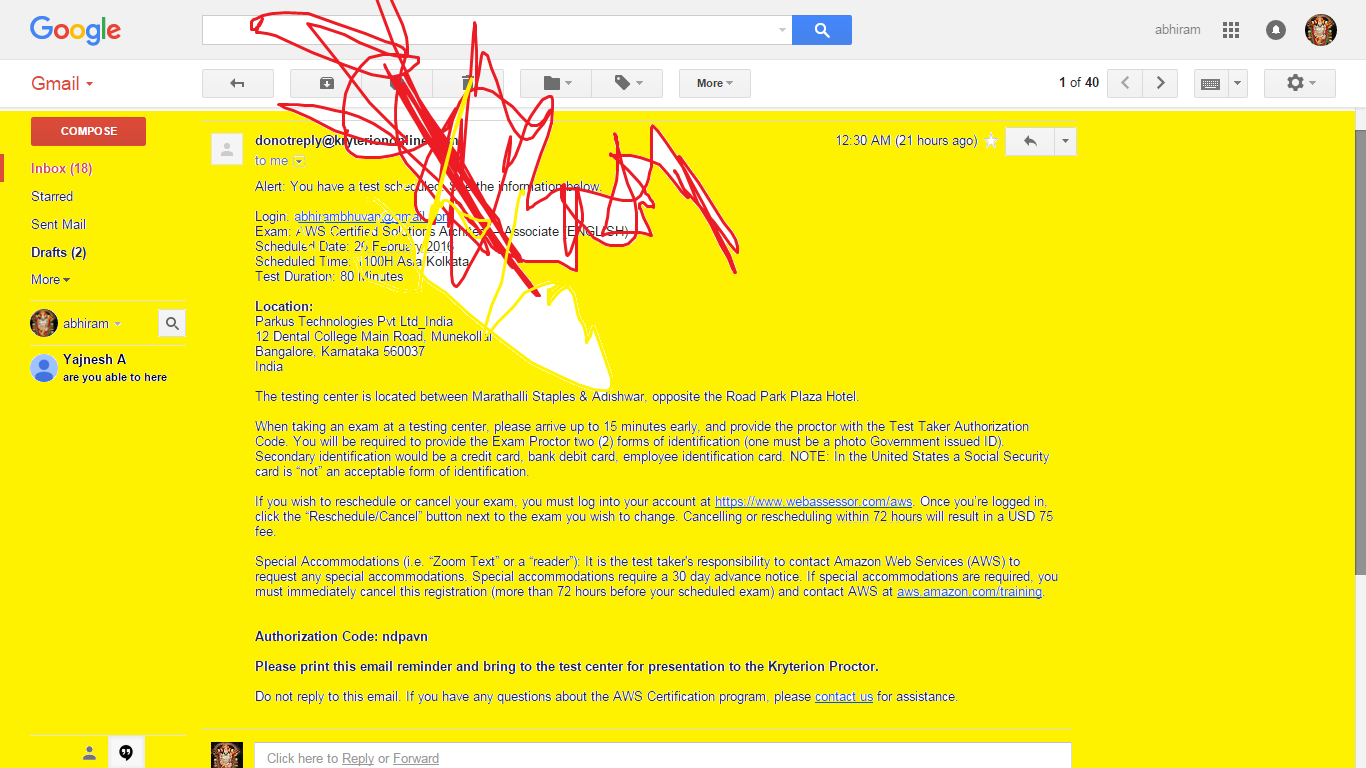 Google
abhiram
Gmail
More
1 of 40
COMPOSE
Inbox (18)
Starred
Sent Mail
Drafts (2)
More
abhiram
Yajnesh A
are you able to here
12:30 AM (21 hours ago)
to me
Alert: You have a test the information below.
Login:
Exam: AWS Certified Solutions Associate (ENGLISH)
Scheduled Date: 26 February 2016
Scheduled Time: Asia Kolkata
Test Duration: 80 Minutes
Location:
Parkus Technologies Pvt Ltd_India
12 Dental College Main Road,
Bangalore, Karnataka 560037
India
The testing center is located between Marathalli Staples & Adishwar, opposite the Road Park Plaza Hotel.
When taking an exam at a testing center, please arrive up to 15 minutes early, and provide the proctor with the Test Taker Authorization
Code. You will be required to provide the Exam Proctor two (2) forms of identification (one must be a photo Government issued ID).
Secondary identification would be a credit card, bank debit card, employee identification card. NOTE: In the United States a Social Security
card is “not” an acceptable form of identification.
If you wish to reschedule or cancel your exam, you must log into your account at https://www.webassessor.com/aws. Once you’re logged in,
click the “Reschedule/Cancel” button next to the exam you wish to change. Cancelling or rescheduling within 72 hours will result in a USD 75
fee.
Special Accommodations (i.e. “Zoom Text” or a “reader”): It is the test taker’s responsibility to contact Amazon Web Services (AWS) to
request any special accommodations. Special accommodations require a 30 day advance notice. If special accommodations are required, you
must immediately cancel this registration (more than 72 hours before your scheduled exam) and contact AWS at aws.amazon.com/training.
Authorization Code: ndpavn
Please print this email reminder and bring to the test center for presentation to the Kryterion Proctor.
Do not reply to this email. If you have any questions about the AWS Certification program, please contact us for assistance.
Click here to Reply or Forward